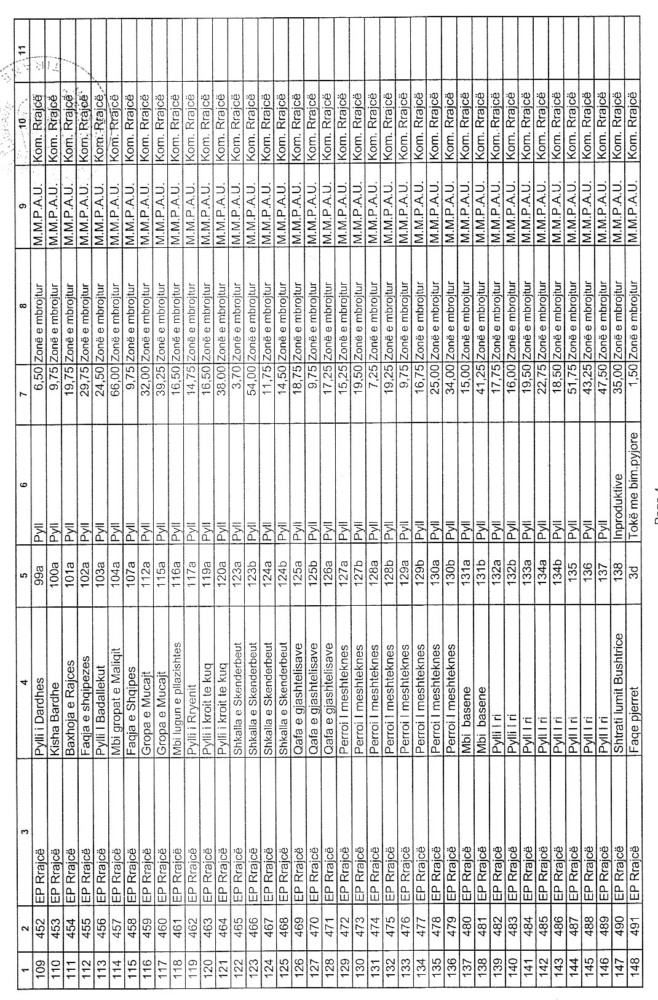 1 2 3 4 5 6 7 8 9 10 11
109 452 EP Rrajcë Pylli i Dardhes 99a Pyll 6,50 Zonë e mbrojtur M.M.P.A.U. Kom. Rrajcë
110 453 EP Rrajcë Kisha Bardhe 100a Pyll 9,75 Zonë e mbrojtur M.M.P.A.U. Kom. Rrajcë
111 454 EP Rrajcë Baxhoja e Rajces 101a Pyll 19,75 Zonë e mbrojtur M.M.P.A.U. Kom. Rrajcë
112 455 EP Rrajcë Faqja e shqipezes 102a Pyll 29,75 Zonë e mbrojtur M.M.P.A.U. Kom. Rrajcë
113 456 EP Rrajcë Pylli I Badallekut 103a Pyll 24,50 Zonë e mbrojtur M.M.P.A.U. Kom. Rrajcë
114 457 EP Rrajcë Mbi gropat e Maliqit 104a Pyll 66,00 Zonë e mbrojtur M.M.P.A.U. Kom. Rrajcë
115 458 EP Rrajcë Faqja e Shqipes 107a Pyll 9,75 Zonë e mbrojtur M.M.P.A.U. Kom. Rrajcë
116 459 EP Rrajcë Gropa e Mucajt 112a Pyll 32,00 Zonë e mbrojtur M.M.P.A.U. Kom. Rrajcë
117 460 EP Rrajcë Gropa e Mucajt 115a Pyll 39,25 Zonë e mbrojtur M.M.P.A.U. Kom. Rrajcë
118 461 EP Rrajcë Mbi lugun e pllazishtes 116a Pyll 16,50 Zonë e mbrojtur M.M.P.A.U. Kom. Rrajcë
119 462 EP Rrajcë Pylli i Rryenit 117a Pyll 14,75 Zonë e mbrojtur M.M.P.A.U. Kom. Rrajcë
120 463 EP Rrajcë Pylli i kroit te kuq 119a Pyll 16,50 Zonë e mbrojtur M.M.P.A.U. Kom. Rrajcë
121 464 EP Rrajcë Pylli i kroit te kuq 120a Pyll 38,00 Zonë e mbrojtur M.M.P.A.U. Kom. Rrajcë
122 465 EP Rrajcë Shkalla e Skenderbeut 123a Pyll 3,70 Zonë e mbrojtur M.M.P.A.U. Kom. Rrajcë
123 466 EP Rrajcë Shkalla e Skenderbeut 123b Pyll 54,00 Zonë e mbrojtur M.M.P.A.U. Kom. Rrajcë
124 467 EP Rrajcë Shkalla e Skenderbeut 124a Pyll 11,75 Zonë e mbrojtur M.M.P.A.U. Kom. Rrajcë
125 468 EP Rrajcë Shkalla e Skenderbeut 124b Pyll 14,50 Zonë e mbrojtur M.M.P.A.U. Kom. Rrajcë
126 469 EP Rrajcë Qafa e gjashtelisave 125a Pyll 18,75 Zonë e mbrojtur M.M.P.A.U. Kom. Rrajcë
127 470 EP Rrajcë Qafa e gjashtelisave 125b Pyll 9,75 Zonë e mbrojtur M.M.P.A.U. Kom. Rrajcë
128 471 EP Rrajcë Qafa e gjashtelisave 126a Pyll 17,25 Zonë e mbrojtur M.M.P.A.U. Kom. Rrajcë
129 472 EP Rrajcë Perroi I meshteknes 127a Pyll 15,25 Zonë e mbrojtur M.M.P.A.U. Kom. Rrajcë
130 473 EP Rrajcë Perroi I meshteknes 127b Pyll 19,50 Zonë e mbrojtur M.M.P.A.U. Kom. Rrajcë
131 474 EP Rrajcë Perroi I meshteknes 128a Pyll 7,25 Zonë e mbrojtur M.M.P.A.U. Kom. Rrajcë
132 475 EP Rrajcë Perroi I meshteknes 128b Pyll 19,25 Zonë e mbrojtur M.M.P.A.U. Kom. Rrajcë
133 476 EP Rrajcë Perroi I meshteknes 129a Pyll 9,75 Zonë e mbrojtur M.M.P.A.U. Kom. Rrajcë
134 477 EP Rrajcë Perroi I meshteknes 129b Pyll 16,75 Zonë e mbrojtur M.M.P.A.U. Kom. Rrajcë
135 478 EP Rrajcë Perroi I meshteknes 130a Pyll 25,00 Zonë e mbrojtur M.M.P.A.U. Kom. Rrajcë
136 479 EP Rrajcë Perroi I meshteknes 130b Pyll 34,00 Zonë e mbrojtur M.M.P.A.U. Kom. Rrajcë
137 480 EP Rrajcë Mbi basene 131a Pyll 15,00 Zonë e mbrojtur M.M.P.A.U. Kom. Rrajcë
138 481 EP Rrajcë Mbi basene 131b Pyll 41,25 Zonë e mbrojtur M.M.P.A.U. Kom. Rrajcë
139 482 EP Rrajcë Pylli I ri 132a Pyll 17,75 Zonë e mbrojtur M.M.P.A.U. Kom. Rrajcë
140 483 EP Rrajcë Pylli I ri 132b Pyll 16,00 Zonë e mbrojtur M.M.P.A.U. Kom. Rrajcë
141 484 EP Rrajcë Pyll I ri 133a Pyll 19,50 Zonë e mbrojtur M.M.P.A.U. Kom. Rrajcë
142 485 EP Rrajcë Pyll I ri 134a Pyll 22,75 Zonë e mbrojtur M.M.P.A.U. Kom. Rrajcë
143 486 EP Rrajcë Pyll I ri 134b Pyll 18,50 Zonë e mbrojtur M.M.P.A.U. Kom. Rrajcë
144 487 EP Rrajcë Pyll I ri 135 Pyll 51,75 Zonë e mbrojtur M.M.P.A.U. Kom. Rrajcë
145 488 EP Rrajcë Pyll I ri 136 Pyll 43,25 Zonë e mbrojtur M.M.P.A.U. Kom. Rrajcë
146 489 EP Rrajcë Pyll I ri 137 Pyll 47,50 Zonë e mbrojtur M.M.P.A.U. Kom. Rrajcë
147 490 EP Rrajcë Shtrati lumit Bushtrice 138 Inproduktive 35,00 Zonë e mbrojtur M.M.P.A.U. Kom. Rrajcë
148 491 EP Rrajcë Faqe pjerret 3d Tokë me bim.pyjore 1,50 Zonë e mbrojtur M.M.P.A.U. Kom. Rrajcë